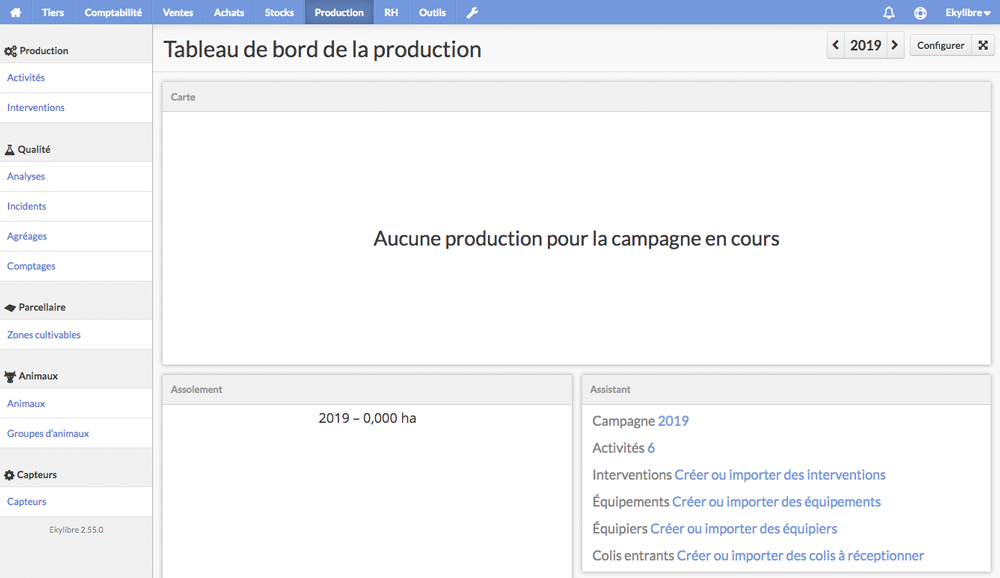 Tiers Comptabilité Ventes Achats Stocks Production RH Outils Ekylibre
Production
Activités
Interventions
Qualité
Analyses
Incidents
Agréages
Comptages
Parcellaire
Zones cultivables
Animaux
Animaux
Groupes d'animaux
Capteurs
Capteurs
Ekylibre 2.55.0
Tableau de bord de la production
2019
Configurer
Carte
Aucune production pour la campagne en cours
Assolement
2019 – 0,000 ha
Assistant
Campagne 2019
Activités 6
Interventions Créer ou importer des interventions
Équipements Créer ou importer des équipements
Équipiers Créer ou importer des équipiers
Colis entrants Créer ou importer des colis à réceptionner